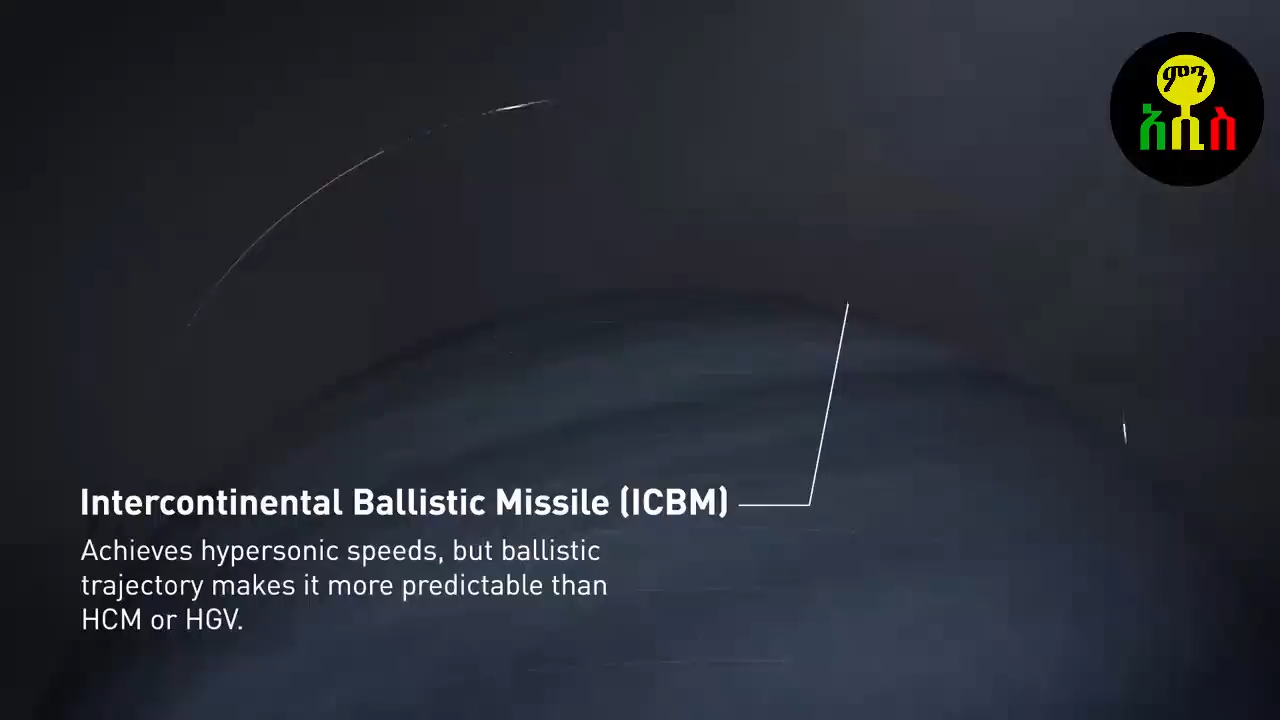 ምን
አቢስ
Intercontinental Ballistic Missile (ICBM)
Achieves hypersonic speeds, but ballistic
trajectory makes it more predictable than
HCM or HGV.